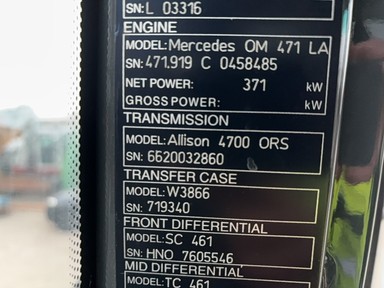 SN: L 03316
ENGINE
MODEL: Mercedes OM 471 LA
SN: 471.919 C 0458485
NET POWER: 371 kW
GROSS POWER: kW
TRANSMISSION
MODEL: Allison 4700 ORS
SN: 6620032860
TRANSFER CASE
MODEL: W3866
SN: 719340
FRONT DIFFERENTIAL
MODEL: SC 461
SN: HNO 7605546
MID DIFFERENTIAL
MODEL: TC 461